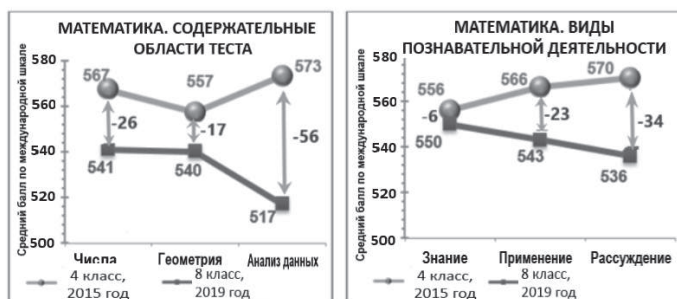 МАТЕМАТИКА. СОДЕРЖАТЕЛЬНЫЕ
ОБЛАСТИ ТЕСТА
Средний балл по международной шкале
580
560
540
520
500
567
557
573
-26
-17
-56
541
540
517
Числа
Геометрия
Анализ данных
4 класс,
2015 год
8 класс,
2019 год
МАТЕМАТИКА. ВИДЫ
ПОЗНАВАТЕЛЬНОЙ ДЕЯТЕЛЬНОСТИ
Средний балл по международной шкале
580
560
540
520
500
556
566
570
-6
-23
-34
550
543
536
Знание
Применение
Рассуждение
4 класс,
2015 год
8 класс,
2019 год